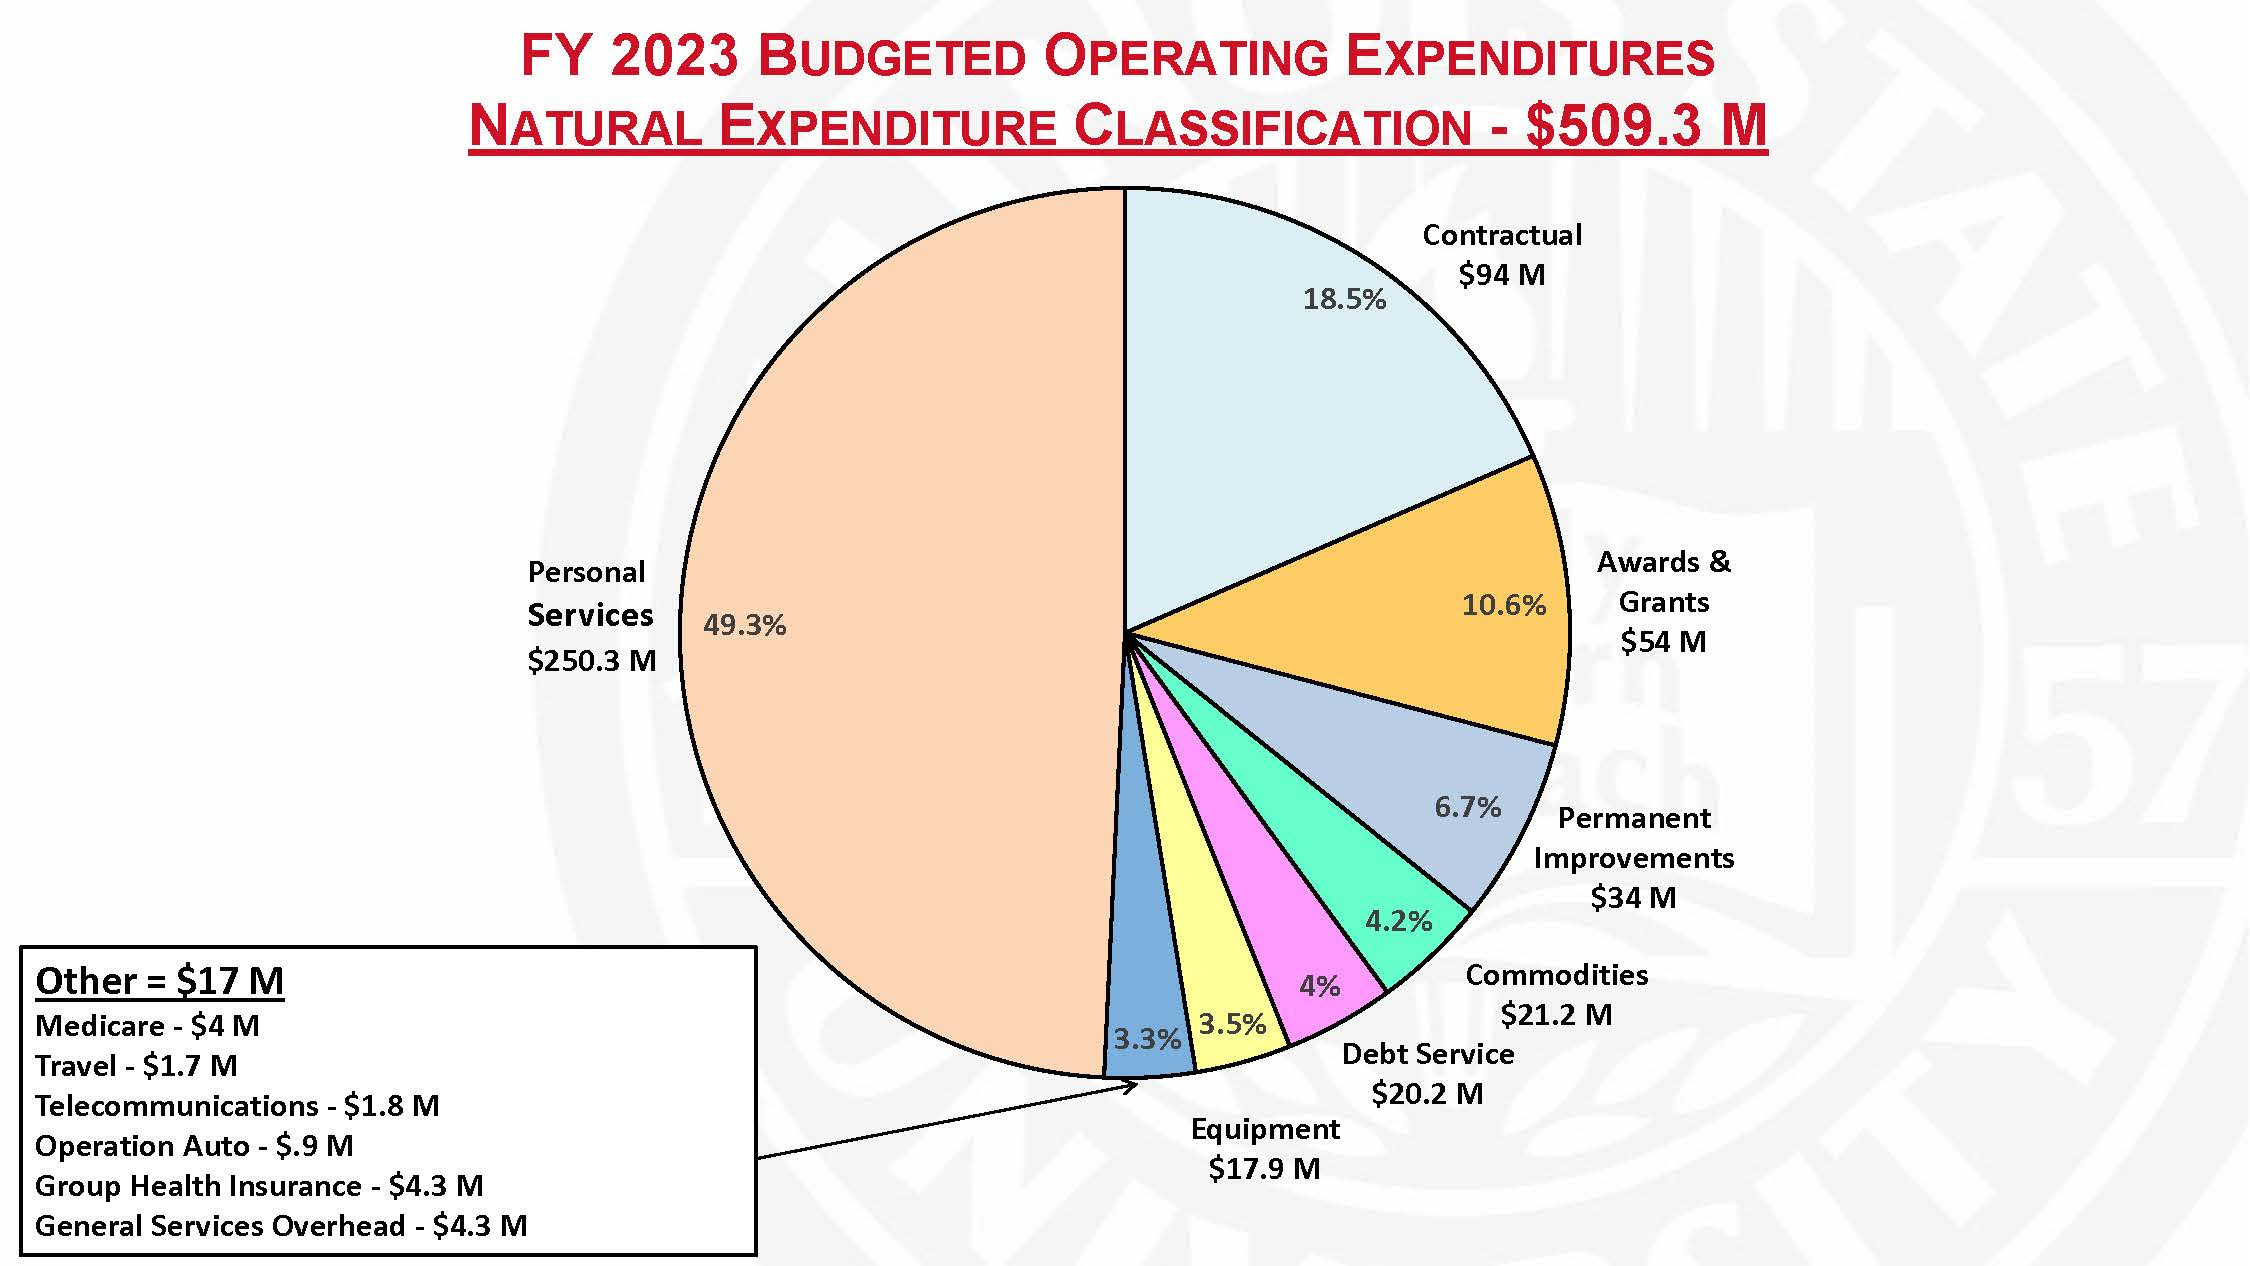 FY 2023 BUDGETED OPERATING EXPENDITURES
NATURAL EXPENDITURE CLASSIFICATION - $509.3 M
Contractual
$94 M
18.5%
Awards &
Grants
$54 M
10.6%
Personal
Services
$250.3 M
49.3%
6.7%
Permanent
Improvements
$34 M
4.2%
Commodities
$21.2 M
4%
Debt Service
$20.2 M
3.5%
Equipment
$17.9 M
3.3%
Other = $17 M
Medicare - $4 M
Travel - $1.7 M
Telecommunications - $1.8 M
Operation Auto - $.9 M
Group Health Insurance - $4.3 M
General Services Overhead - $4.3 M
STATE
57